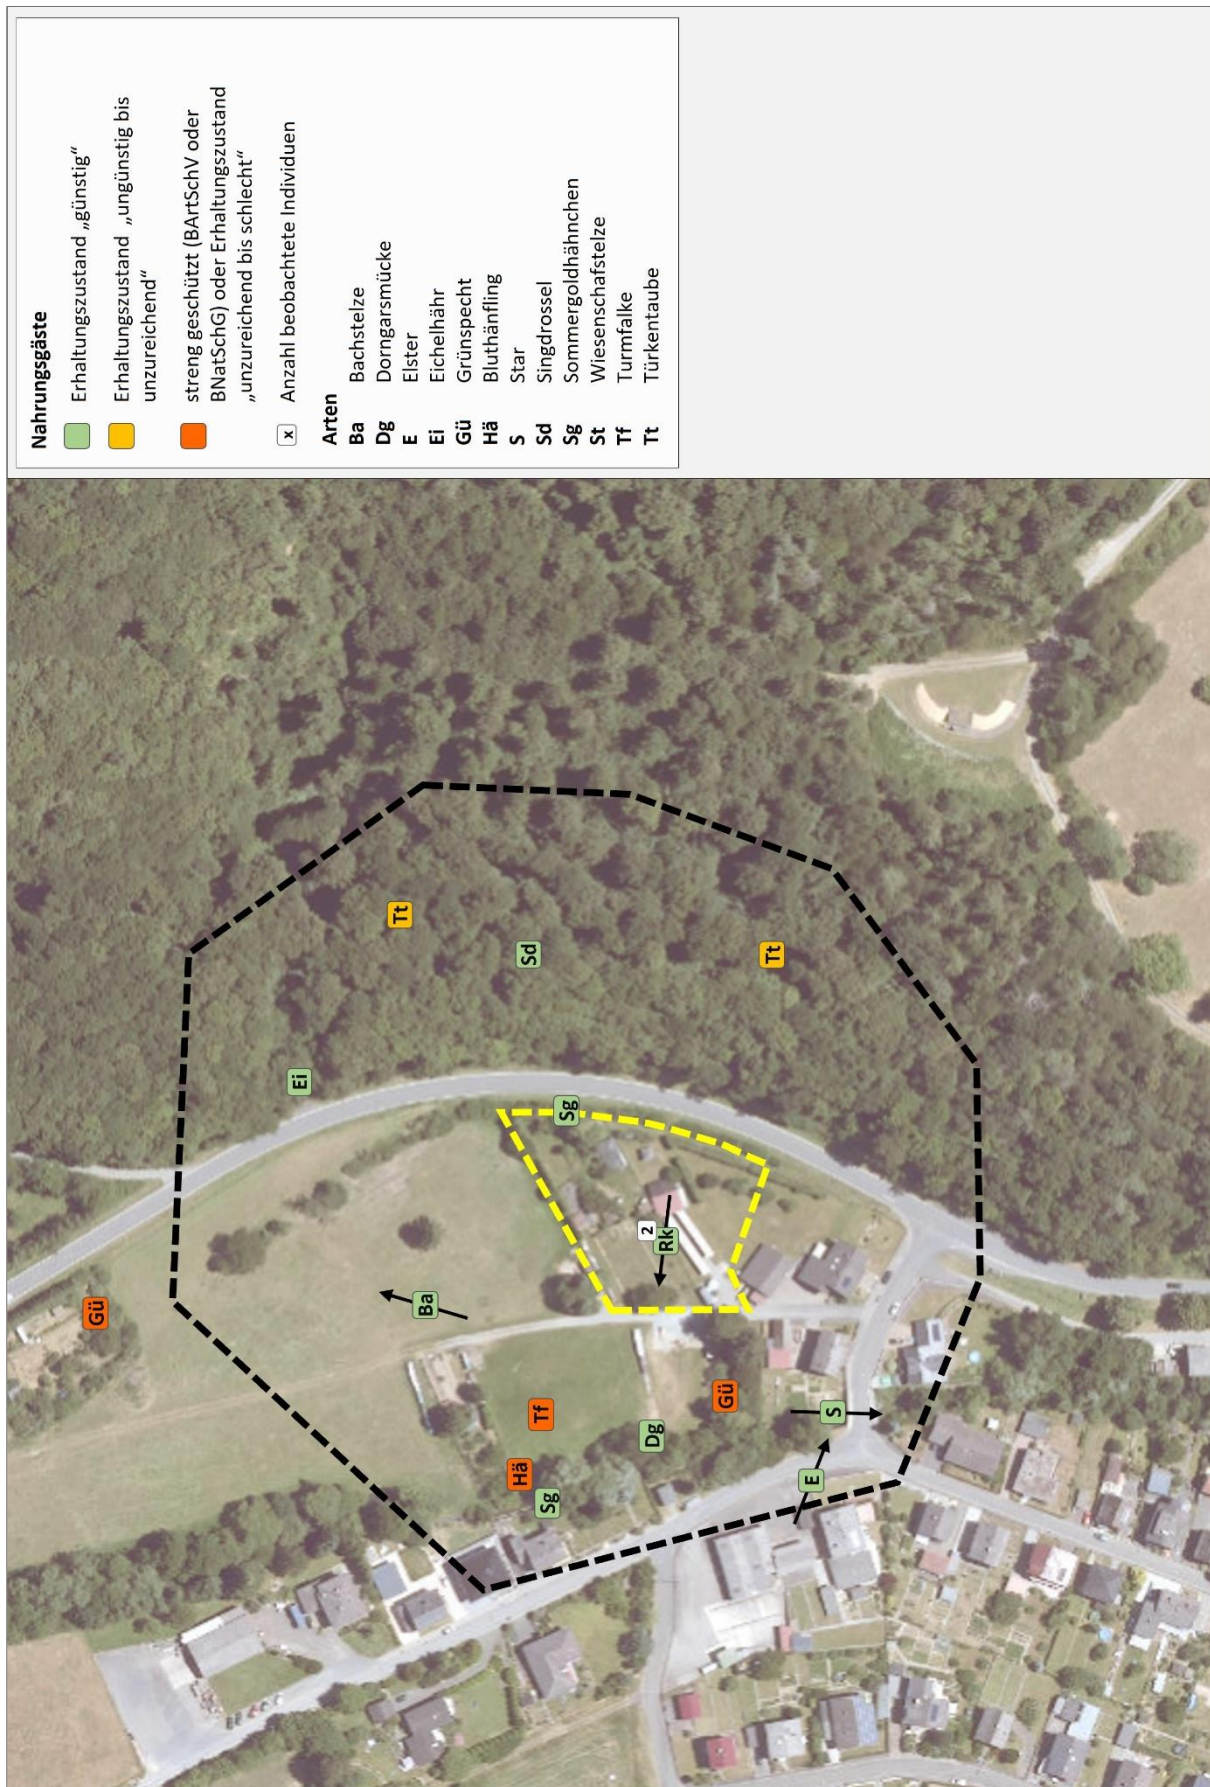 Nahrungsgäste
Erhaltungszustand „günstig“
Erhaltungszustand „ungünstig bis
unzureichend“
streng geschützt (BArtSchV oder
BNatSchG) oder Erhaltungszustand
„unzureichend bis schlecht“
x Anzahl beobachtete Individuen
Arten
Ba Bachstelze
Dg Dorngarsmücke
E Elster
Ei Eichelhähr
Gü Grünspecht
Hä Bluthänfling
S Star
Sd Singdrossel
Sg Sommergoldhähnchen
St Wiesenschafstelze
Tf Turmfalke
Tt Türkentaube
Tt
Sd
Tt
Ei
Sg
2
Rk
Gü
Ba
Tf
Gü
Dg
S
Hä
Sg
E